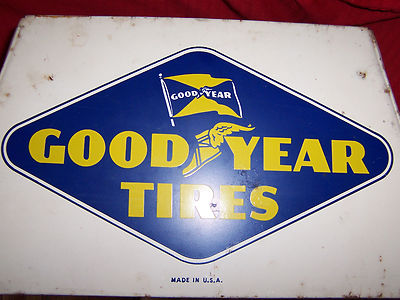 GOOD YEAR
GOOD YEAR
TIRES
MADE IN U.S.A.